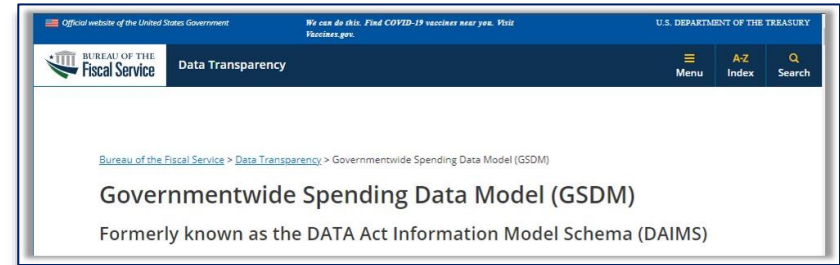 Official website of the United States Government
We can do this. Find COVID-19 vaccines near you. Visit
Vaccines.gov.
U.S. DEPARTMENT OF THE TREASURY
BUREAU OF THE
Fiscal Service
Data Transparency
Menu
A-Z
Index
Search
Bureau of the Fiscal Service > Data Transparency > Governmentwide Spending Data Model (GSDM)
Governmentwide Spending Data Model (GSDM)
Formerly known as the DATA Act Information Model Schema (DAIMS)